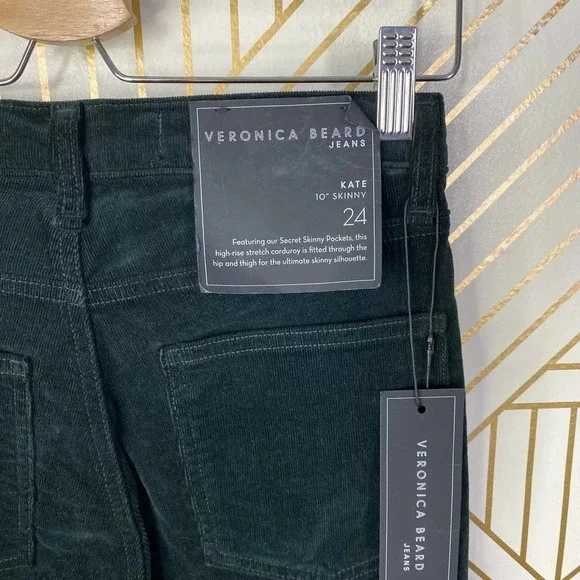 VERONICA BEARD
JEANS
KATE
10" SKINNY
24
Featuring our Secret Skinny Pockets, this
high-rise stretch corduroy is fitted through the
hip and thigh for the ultimate skinny silhouette.
VERONICA BEARD
JEANS